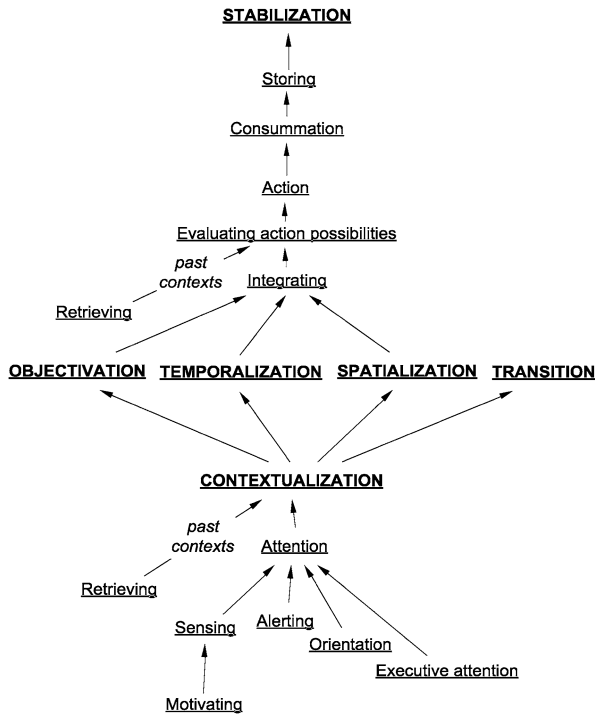 STABILIZATION
Storing
Consummation
Action
Evaluating action possibilities
past
contexts
Integrating
Retrieving
OBJECTIVATION TEMPORALIZATION SPATIALIZATION TRANSITION
CONTEXTUALIZATION
past
contexts
Attention
Retrieving
Sensing
Alerting
Orientation
Executive attention
Motivating